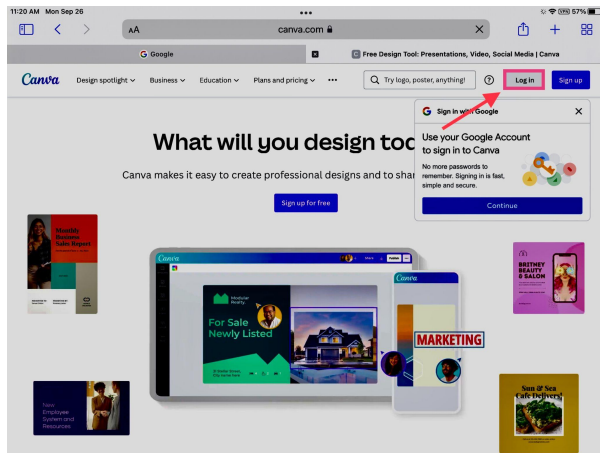 11:20 AM Mon Sep 26
VPN 57%
AA canva.com
Google
Free Design Tool: Presentations, Video, Social Media | Canva
Canva Design spotlight Business Education Plans and pricing Try logo, poster, anything! Log in Sign up
Sign in with Google
Use your Google Account
to sign in to Canva
No more passwords to
remember. Signing in is fast,
simple and secure.
Continue
What will you design tod
Canva makes it easy to create professional designs and to shar
Sign up for free
Monthly
Business
Sales Report
Canva
Share
Publish
Modular
Realty.
For Sale
Newly Listed
Canva
MARKETING
BRITNEY
BEAUTY
& SALON
New
Employee
System and
Resources
Sun & Sea
Cafe Delivers!